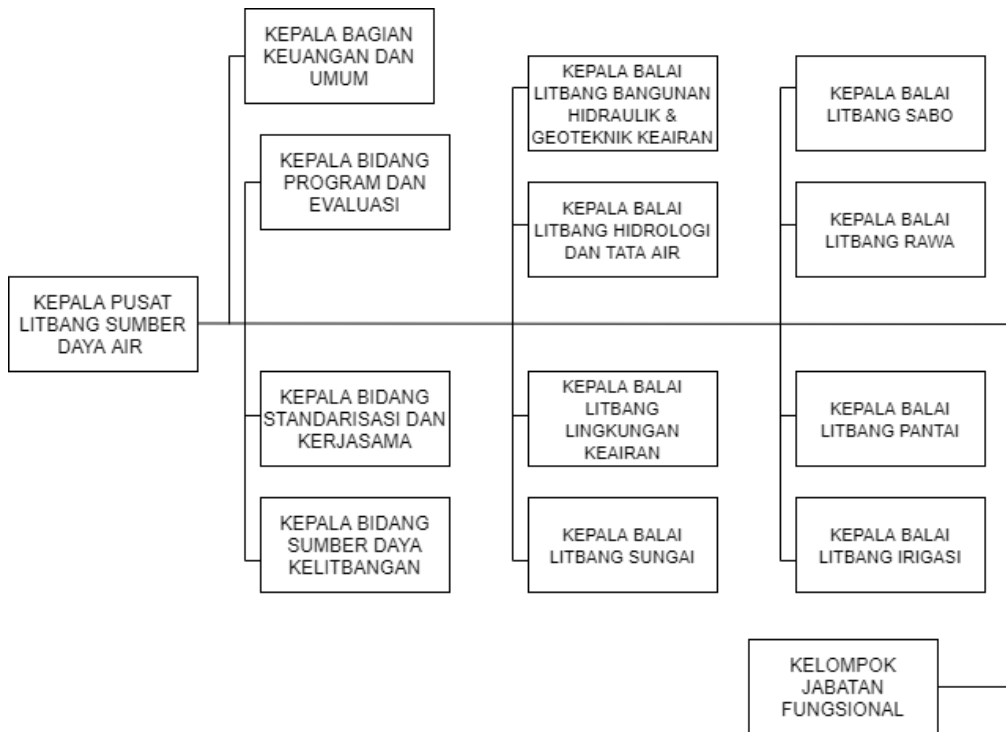 KEPALA BAGIAN
KEUANGAN DAN
UMUM
KEPALA BIDANG
PROGRAM DAN
EVALUASI
KEPALA PUSAT
LITBANG SUMBER
DAYA AIR
KEPALA BIDANG
STANDARISASI DAN
KERJASAMA
KEPALA BIDANG
SUMBER DAYA
KELITBANGAN
KEPALA BALAI
LITBANG BANGUNAN
HIDRAULIK &
GEOTEKNIK KEAIRAN
KEPALA BALAI
LITBANG HIDROLOGI
DAN TATA AIR
KEPALA BALAI
LITBANG
LINGKUNGAN
KEAIRAN
KEPALA BALAI
LITBANG SUNGAI
KEPALA BALAI
LITBANG SABO
KEPALA BALAI
LITBANG RAWA
KEPALA BALAI
LITBANG PANTAI
KEPALA BALAI
LITBANG IRIGASI
KELOMPOK
JABATAN
FUNGSIONAL